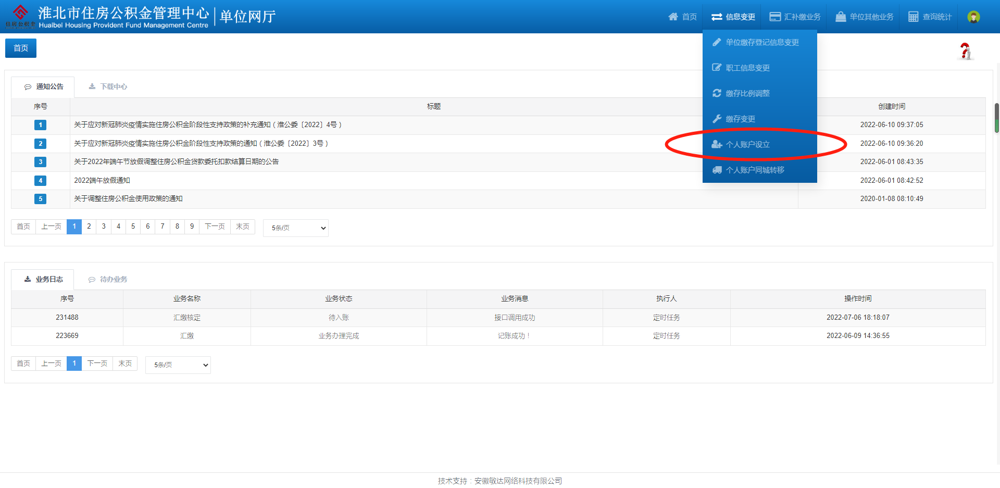 住房公积金
淮北市住房公积金管理中心 单位网厅
Huaibei Housing Provident Fund Management Centre
首页 信息变更 汇补缴业务 单位其他业务 查询统计
首页
单位缴存登记信息变更
职工信息变更
缴存比例调整
缴存变更
个人账户设立
个人账户同城转移
通知公告 下载中心
序号 标题 创建时间
1 关于应对新冠肺炎疫情实施住房公积金阶段性支持政策的补充通知（淮公委〔2022〕4号） 2022-06-10 09:37:05
2 关于应对新冠肺炎疫情实施住房公积金阶段性支持政策的通知（淮公委〔2022〕3号） 2022-06-10 09:36:20
3 关于2022年端午节放假调整住房公积金贷款委托扣款结算日期的公告 2022-06-01 08:43:35
4 2022端午放假通知 2022-06-01 08:42:52
5 关于调整住房公积金使用政策的通知 2020-01-08 08:10:49
首页 上一页 1 2 3 4 5 6 7 8 9 下一页 末页 5条/页
业务日志 待办业务
序号 业务名称 业务状态 业务消息 执行人 操作时间
231488 汇缴核定 待入账 接口调用成功 定时任务 2022-07-06 18:18:07
223669 汇缴 业务办理完成 记账成功！ 定时任务 2022-06-09 14:36:55
首页 上一页 1 下一页 末页 5条/页
技术支持：安徽敏达网络科技有限公司